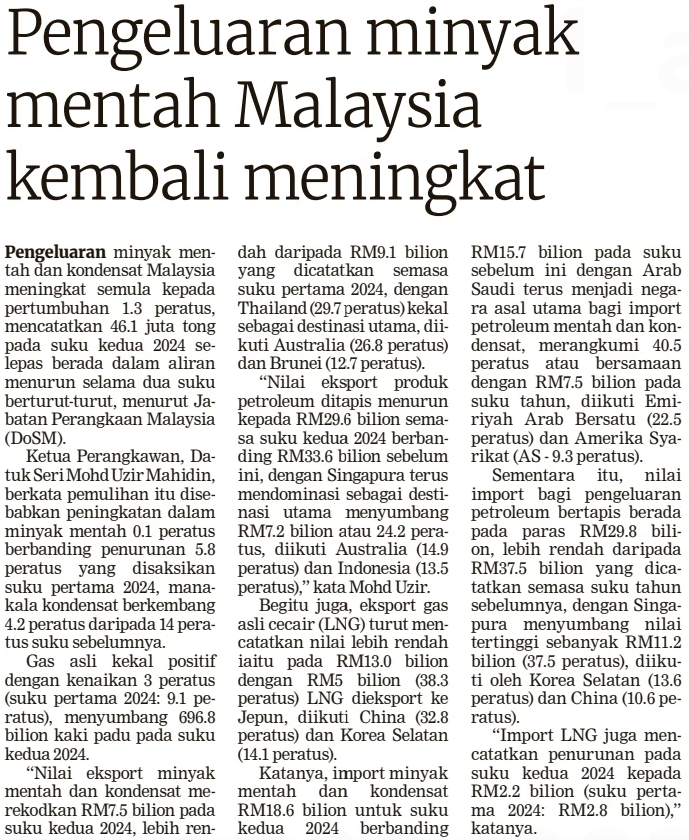 Pengeluaran minyak
mentah Malaysia
kembali meningkat
Pengeluaran minyak men-
tah dan kondensat Malaysia
meningkat semula kepada
pertumbuhan 1.3 peratus,
mencatatkan 46.1 juta tong
pada suku kedua 2024 se-
lepas berada dalam aliran
menurun selama dua suku
berturut-turut, menurut Ja-
batan Perangkaan Malaysia
(DoSM).
Ketua Perangkawan, Da-
tuk Seri Mohd Uzir Mahidin,
berkata pemulihan itu dise-
babkan peningkatan dalam
minyak mentah 0.1 peratus
berbanding penurunan 5.8
peratus yang disaksikan
suku pertama 2024, mana-
kala kondensat berkembang
4.2 peratus daripada 14 pera-
tus suku sebelumnya.
Gas asli kekal positif
dengan kenaikan 3 peratus
(suku pertama 2024: 9.1 pe-
ratus), menyumbang 696.8
bilion kaki padu pada suku
kedua 2024.
“Nilai eksport minyak
mentah dan kondensat me-
rekodkan RM7.5 bilion pada
suku kedua 2024, lebih ren-
dah daripada RM9.1 bilion
yang dicatatkan semasa
suku pertama 2024, dengan
Thailand (29.7 peratus) kekal
sebagai destinasi utama, dii-
kuti Australia (26.8 peratus)
dan Brunei (12.7 peratus).
“Nilai eksport produk
petroleum ditapis menurun
kepada RM29.6 bilion sema-
sa suku kedua 2024 berban-
ding RM33.6 bilion sebelum
ini, dengan Singapura terus
mendominasi sebagai desti-
nasi utama menyumbang
RM7.2 bilion atau 24.2 pera-
tus, diikuti Australia (14.9
peratus) dan Indonesia (13.5
peratus),” kata Mohd Uzir.
Begitu juga, eksport gas
asli cecair (LNG) turut men-
catatkan nilai lebih rendah
iaitu pada RM13.0 bilion
dengan RM5 bilion (38.3
peratus) LNG dieksport ke
Jepun, diikuti China (32.8
peratus) dan Korea Selatan
(14.1 peratus).
Katanya, import minyak
mentah dan kondensat
RM18.6 bilion untuk suku
kedua 2024 berbanding
RM15.7 bilion pada suku
sebelum ini dengan Arab
Saudi terus menjadi nega-
ra asal utama bagi import
petroleum mentah dan kon-
densat, merangkumi 40.5
peratus atau bersamaan
dengan RM7.5 bilion pada
suku tahun, diikuti Emi-
riyah Arab Bersatu (22.5
peratus) dan Amerika Sya-
rikat (AS - 9.3 peratus).
Sementara itu, nilai
import bagi pengeluaran
petroleum bertapis berada
pada paras RM29.8 bili-
on, lebih rendah daripada
RM37.5 bilion yang dica-
tatkan semasa suku tahun
sebelumnya, dengan Singa-
pura menyumbang nilai
tertinggi sebanyak RM11.2
bilion (37.5 peratus), diiku-
ti oleh Korea Selatan (13.6
peratus) dan China (10.6 pe-
ratus).
“Import LNG juga men-
catatkan penurunan pada
suku kedua 2024 kepada
RM2.2 bilion (suku perta-
ma 2024: RM2.8 bilion),”
katanya.